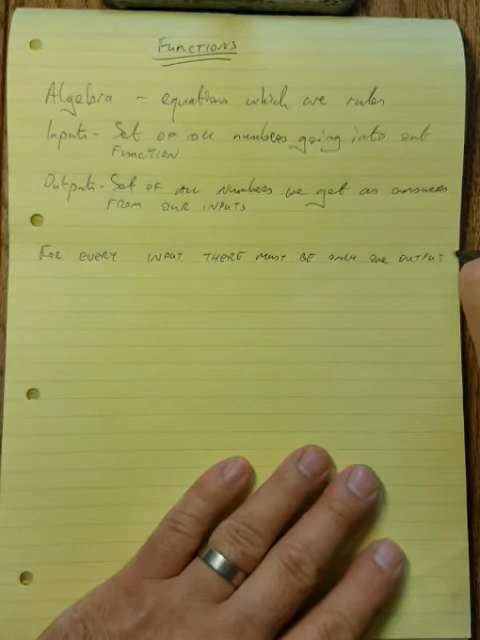 FUNCTIONS
Algebra - equations which are rules
Inputs - Set of all numbers going into our
FUNCTION
Outputs - Set of all numbers we get as answers
FROM OUR INPUTS
FOR EVERY INPUT THERE MUST BE ONLY ONE OUTPUT